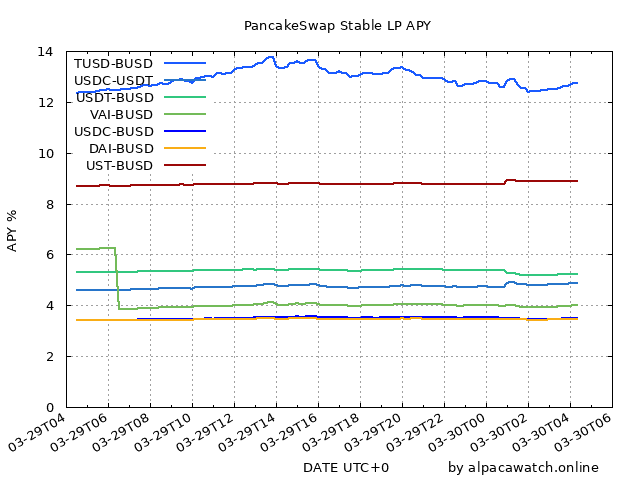 PancakeSwap Stable LP APY
14
12
10
8
6
4
2
0
APY %
TUSD-BUSD
USDC-USDT
USDT-BUSD
VAI-BUSD
USDC-BUSD
DAI-BUSD
UST-BUSD
03-29T04
03-29T06
03-29T08
03-29T10
03-29T12
03-29T14
03-29T16
03-29T18
03-29T20
03-29T22
03-30T00
03-30T02
03-30T04
03-30T06
DATE UTC+0
by alpacawatch.online